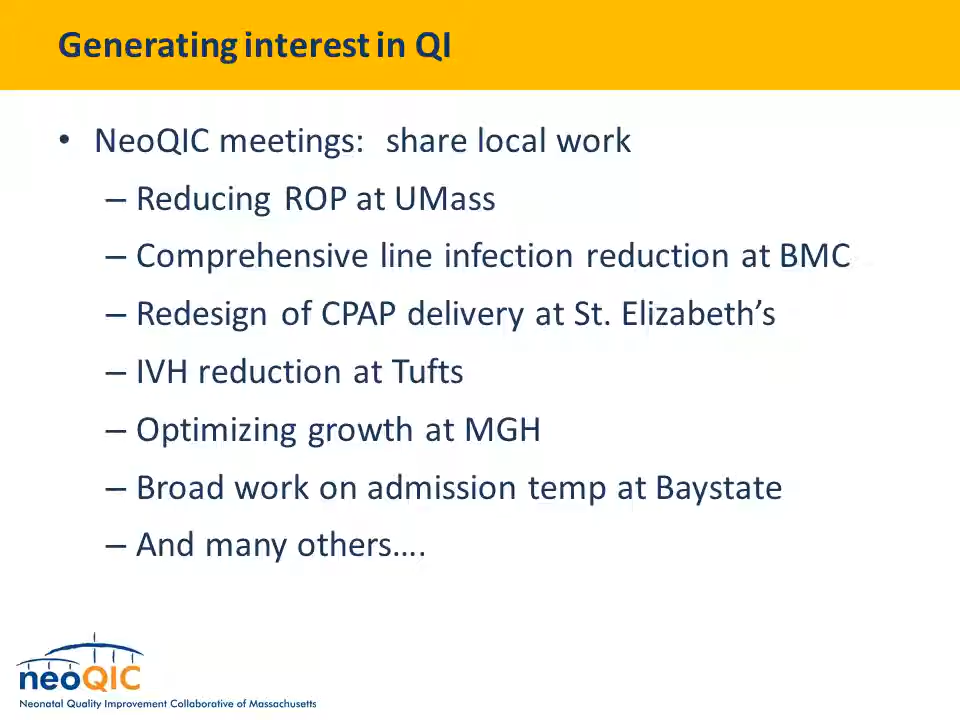 Generating interest in QI
• NeoQIC meetings: share local work
– Reducing ROP at UMass
– Comprehensive line infection reduction at BMC
– Redesign of CPAP delivery at St. Elizabeth’s
– IVH reduction at Tufts
– Optimizing growth at MGH
– Broad work on admission temp at Baystate
– And many others….
neoQIC
Neonatal Quality Improvement Collaborative of Massachusetts